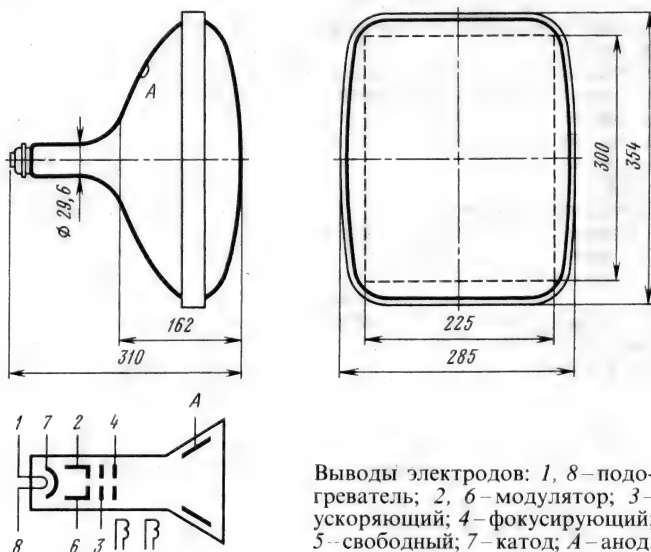 A
Ø 29,6
162
310
300
354
225
285
1 7 2 4 A
8 6 3
Выводы электродов: 1, 8–подо-
греватель; 2, 6–модулятор; 3–
ускоряющий; 4–фокусирующий;
5–свободный; 7–катод; A–анод